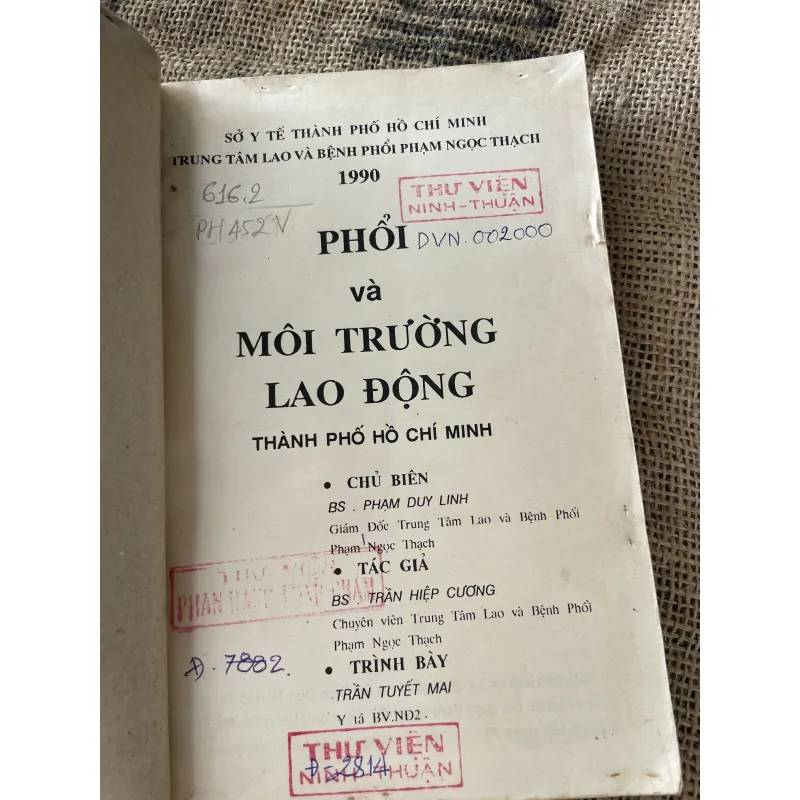 SỞ Y TẾ THÀNH PHỐ HỒ CHÍ MINH
TRUNG TÂM LAO VÀ BỆNH PHỔI PHẠM NGỌC THẠCH
1990
616.2
PH452V
THƯ VIỆN
NINH-THUẬN
PHỔI
DVN.002000
và
MÔI TRƯỜNG
LAO ĐỘNG
THÀNH PHỐ HỒ CHÍ MINH
• CHỦ BIÊN
BS . PHẠM DUY LINH
Giám Đốc Trung Tâm Lao và Bệnh Phổi
Phạm Ngọc Thạch
• TÁC GIẢ
BS . TRẦN HIỆP CƯƠNG
Chuyên viên Trung Tâm Lao và Bệnh Phổi
Phạm Ngọc Thạch
Đ.7882.
• TRÌNH BÀY
TRẦN TUYẾT MAI
Y tá BV.NĐ2.
THƯ VIỆN
NINH-THUẬN
Đ-2814